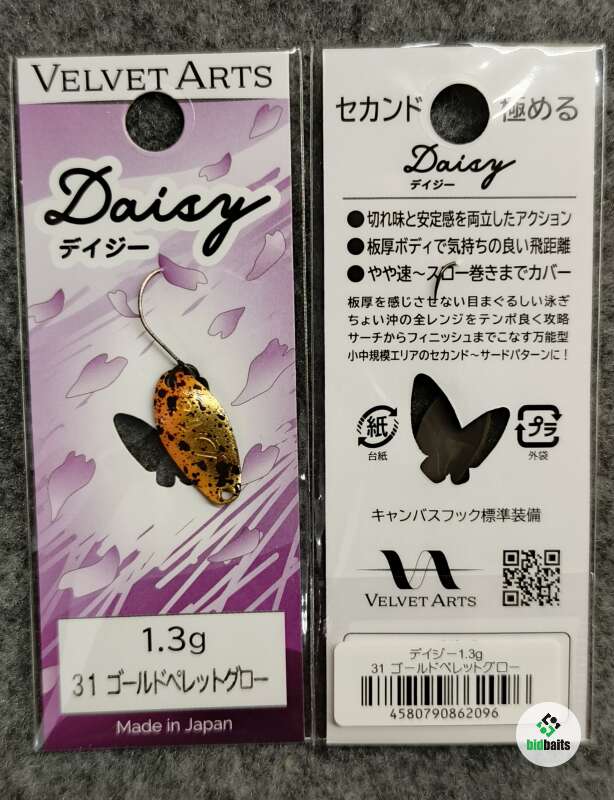 VELVET ARTS
Daisy
デイジー
1.3g
31 ゴールドペレットグロー
Made in Japan
セカンド 極める
Daisy
デイジー
●切れ味と安定感を両立したアクション
●板厚ボディで気持ちの良い飛距離
●やや速〜スロー巻きまでカバー
板厚を感じさせない目まぐるしい泳ぎ
ちょい沖の全レンジをテンポ良く攻略
サーチからフィニッシュまでこなす万能型
小中規模エリアのセカンド〜サードパターンに!
紙
台紙
プラ
外袋
キャンバスフック標準装備
VELVET ARTS
デイジー1.3g
31 ゴールドペレットグロー
4580790862096
bidbaits